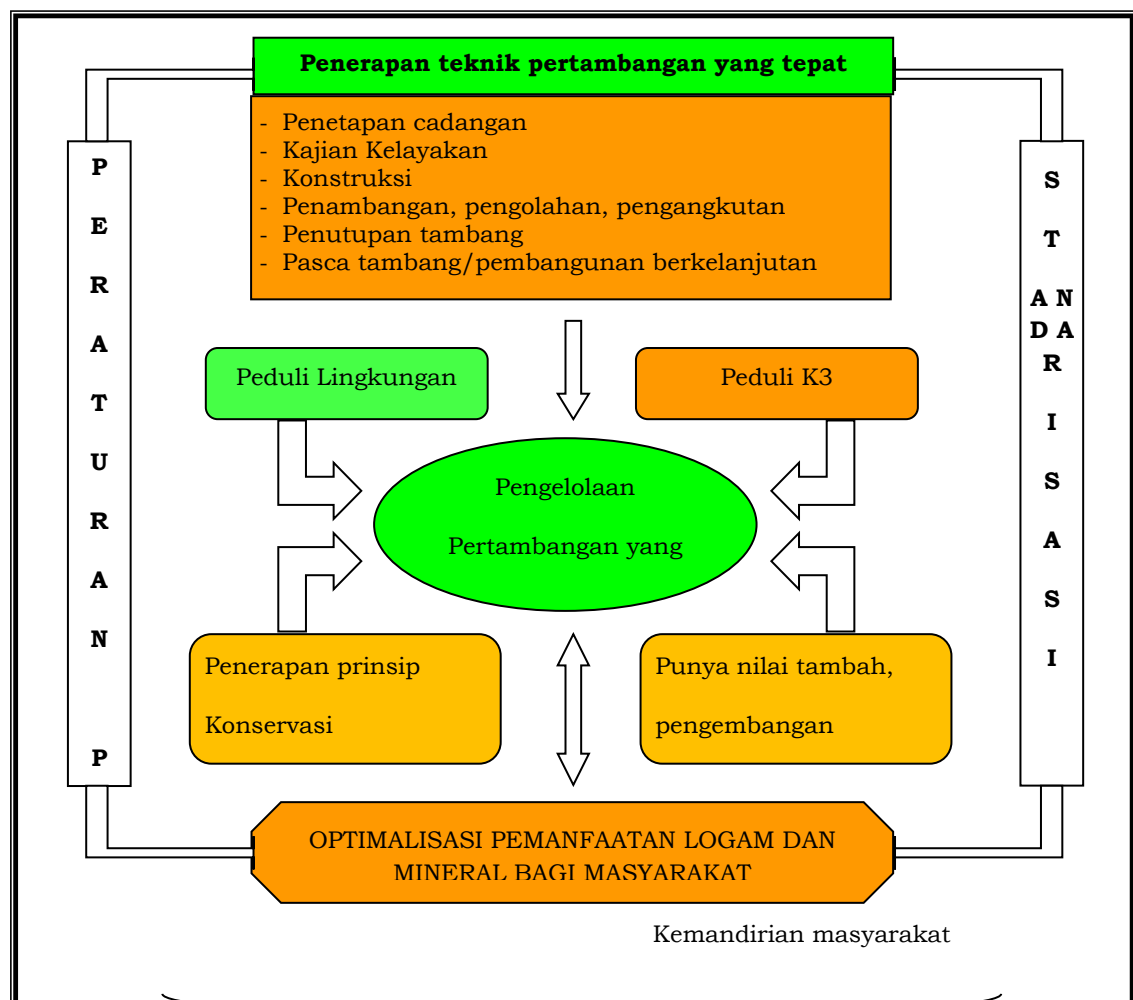 Penerapan teknik pertambangan yang tepat
- Penetapan cadangan
- Kajian Kelayakan
- Konstruksi
- Penambangan, pengolahan, pengangkutan
- Penutupan tambang
- Pasca tambang/pembangunan berkelanjutan
P
E
R
A
T
U
R
A
N
P
S
T
A N
D A
R
I
S
A
S
I
Peduli Lingkungan
Peduli K3
Pengelolaan
Pertambangan yang
Penerapan prinsip
Konservasi
Punya nilai tambah,
pengembangan
OPTIMALISASI PEMANFAATAN LOGAM DAN
MINERAL BAGI MASYARAKAT
Kemandirian masyarakat